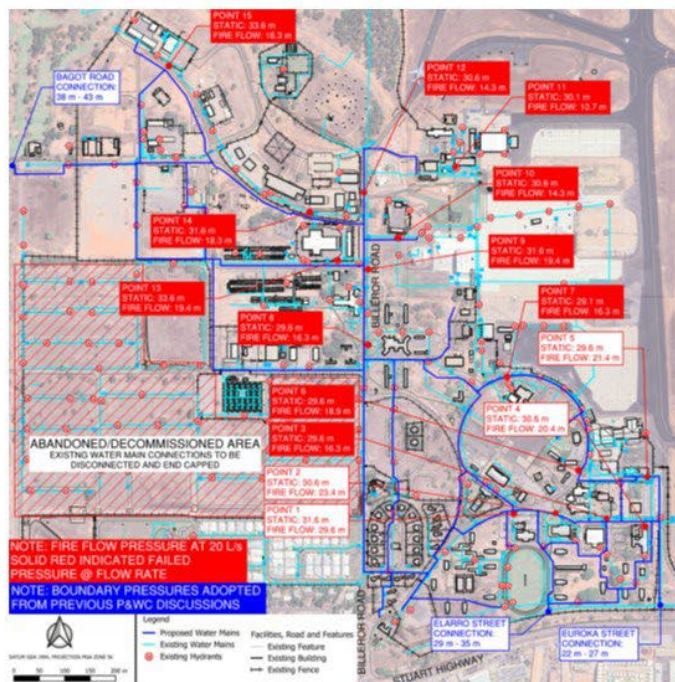 POINT 15
STATIC: 33.6 m
FIRE FLOW: 18.3 m
POINT 12
STATIC: 30.6 m
FIRE FLOW: 14.3 m
POINT 11
STATIC: 30.1 m
FIRE FLOW: 10.7 m
BAGOT ROAD
CONNECTION:
38 m - 43 m
POINT 10
STATIC: 30.6 m
FIRE FLOW: 14.3 m
POINT 14
STATIC: 31.6 m
FIRE FLOW: 18.3 m
POINT 9
STATIC: 31.6 m
FIRE FLOW: 19.4 m
BILLEROR ROAD
POINT 13
STATIC: 33.6 m
FIRE FLOW: 19.4 m
POINT 7
STATIC: 29.1 m
FIRE FLOW: 16.3 m
POINT 8
STATIC: 29.6 m
FIRE FLOW: 16.3 m
POINT 5
STATIC: 29.6 m
FIRE FLOW: 21.4 m
POINT 6
STATIC: 29.6 m
FIRE FLOW: 18.9 m
POINT 4
STATIC: 30.6 m
FIRE FLOW: 20.4 m
POINT 3
STATIC: 29.6 m
FIRE FLOW: 16.3 m
ABANDONED/DECOMMISSIONED AREA
EXISTING WATER MAIN CONNECTIONS TO BE
DISCONNECTED AND END CAPPED
POINT 2
STATIC: 30.6 m
FIRE FLOW: 23.4 m
POINT 1
STATIC: 31.6 m
FIRE FLOW: 29.6 m
NOTE: FIRE FLOW PRESSURE AT 20 L/s
SOLID RED INDICATED FAILED
PRESSURE @ FLOW RATE
NOTE: BOUNDARY PRESSURES ADOPTED
FROM PREVIOUS P&WC DISCUSSIONS
BILLEROR ROAD
ELARRO STREET
CONNECTION:
29 m - 35 m
EUROKA STREET
CONNECTION:
22 m - 27 m
STUART HIGHWAY
Legend
Proposed Water Mains
Existing Water Mains
Existing Hydrants
Facilities, Road and Features
Existing Feature
Existing Building
Existing Fence
DATUM GDA 1994, PROJECTION MGA ZONE 52
0 50 100 150 200 m